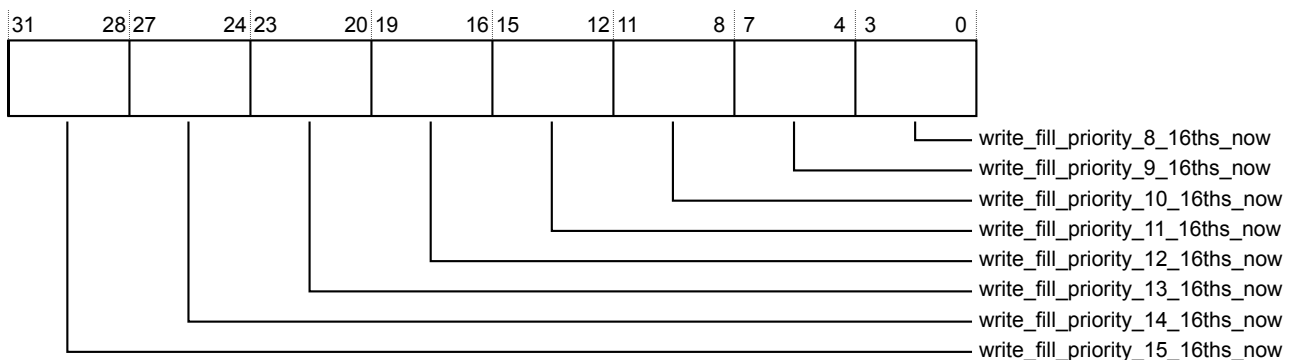 31 28 27 24 23 20 19 16 15 12 11 8 7 4 3 0
write_fill_priority_8_16ths_now
write_fill_priority_9_16ths_now
write_fill_priority_10_16ths_now
write_fill_priority_11_16ths_now
write_fill_priority_12_16ths_now
write_fill_priority_13_16ths_now
write_fill_priority_14_16ths_now
write_fill_priority_15_16ths_now